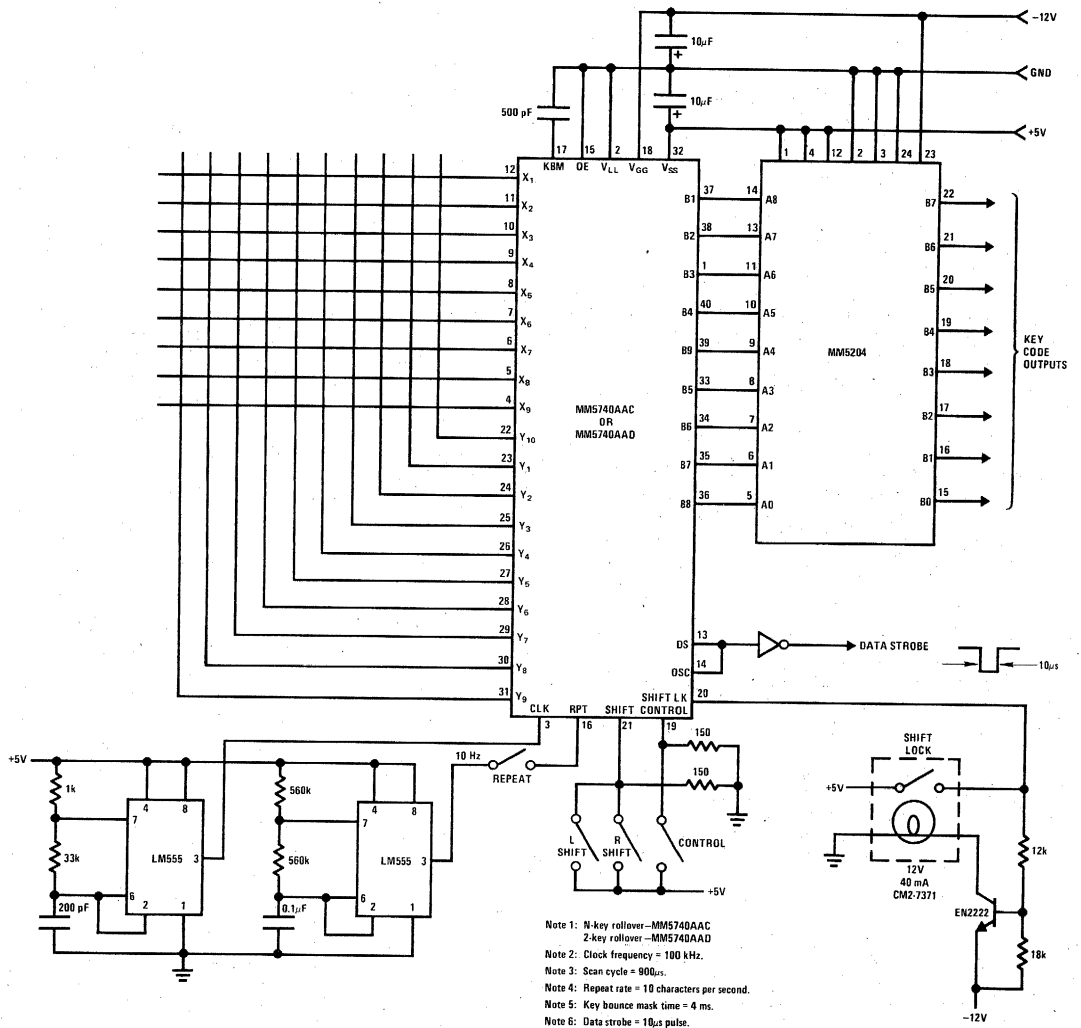 −12V
10µF
+
GND
10µF
+
500 pF
+5V
17 15 2 18 32
KBM OE VLL VGG VSS
1 4 12 2 3 24 23
12 X1
11 X2
10 X3
9 X4
8 X5
7 X6
6 X7
5 X8
4 X9
22 Y10
23 Y1
24 Y2
25 Y3
26 Y4
27 Y5
28 Y6
29 Y7
30 Y8
31 Y9
MM5740AAC
OR
MM5740AAD
B1 37 14 A8
B2 38 13 A7
B3 1 11 A6
B4 40 10 A5
B9 39 9 A4
B5 33 8 A3
B6 34 7 A2
B7 35 6 A1
B8 36 5 A0
MM5204
B7 22
B6 21
B5 20
B4 19
B3 18
B2 17
B1 16
B0 15
KEY
CODE
OUTPUTS
DS 13
OSC 14
DATA STROBE
10µs
SHIFT LK 20
CLK RPT SHIFT CONTROL
3 16 21 19
10 Hz
REPEAT
150
150
L
SHIFT
R
SHIFT
CONTROL
+5V
+5V
1k
33k
200 pF
4 8
7
LM555 3
6
2 1
560k
560k
0.1µF
4 8
7
LM555 3
6
2 1
SHIFT
LOCK
+5V
12V
40 mA
CM2-7371
12k
EN2222
18k
−12V
Note 1: N-key rollover–MM5740AAC
2-key rollover–MM5740AAD
Note 2: Clock frequency = 100 kHz.
Note 3: Scan cycle = 900µs.
Note 4: Repeat rate = 10 characters per second.
Note 5: Key bounce mask time = 4 ms.
Note 6: Data strobe = 10µs pulse.